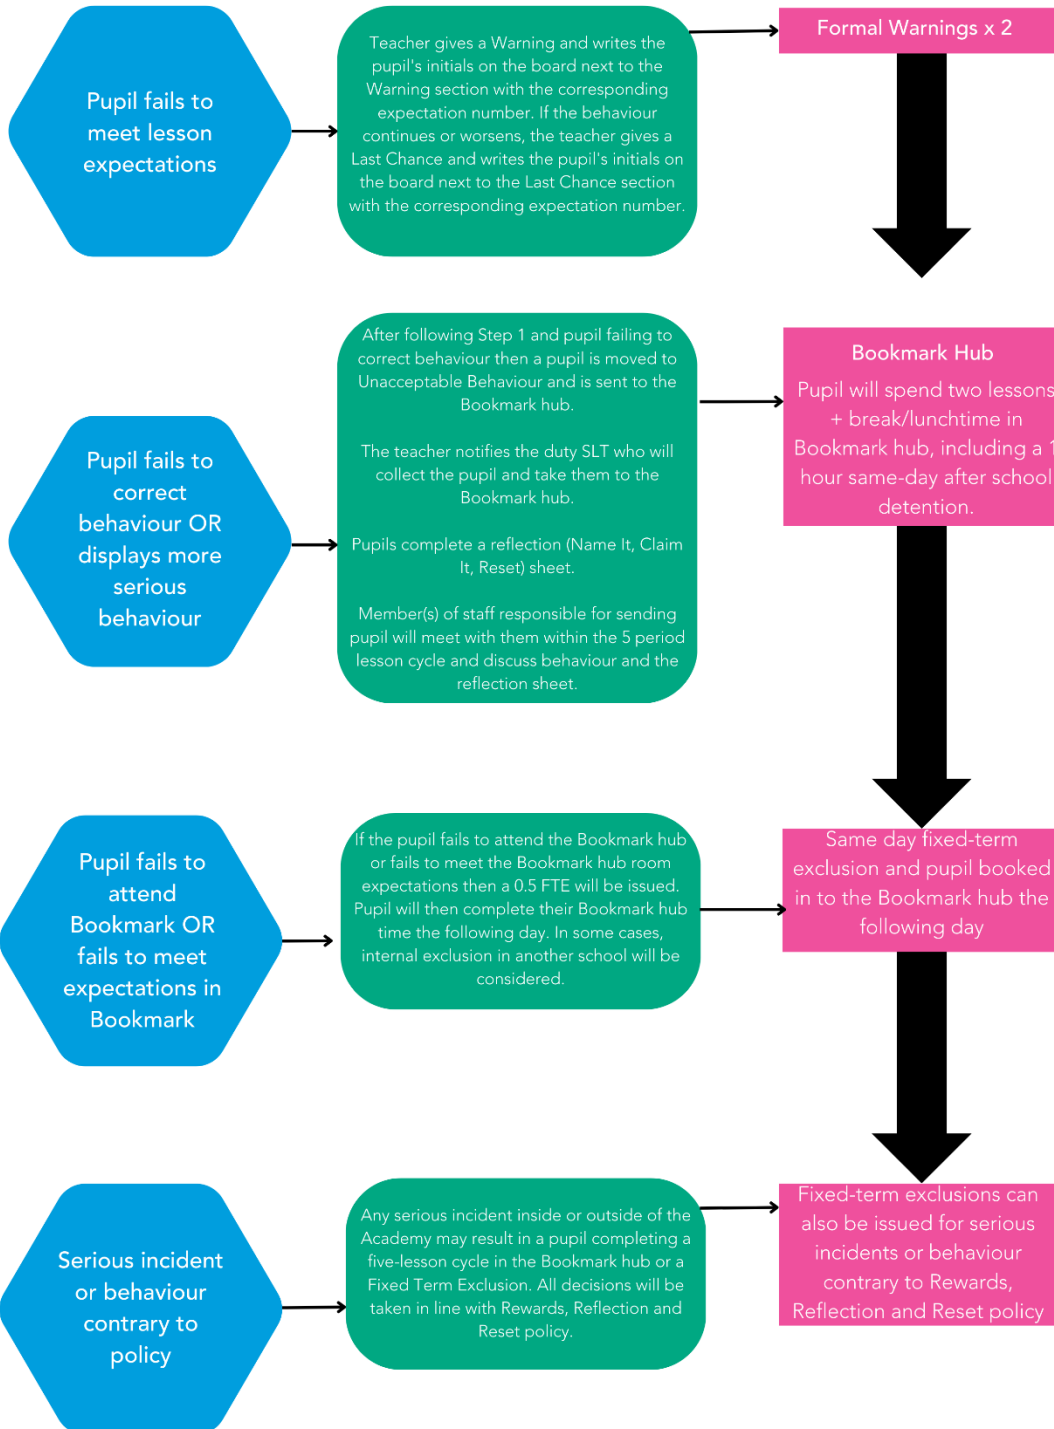 Pupil fails to
meet lesson
expectations
Teacher gives a Warning and writes the
pupil's initials on the board next to the
Warning section with the corresponding
expectation number. If the behaviour
continues or worsens, the teacher gives a
Last Chance and writes the pupil's initials on
the board next to the Last Chance section
with the corresponding expectation number.
Formal Warnings x 2
Pupil fails to
correct
behaviour OR
displays more
serious
behaviour
After following Step 1 and pupil failing to
correct behaviour then a pupil is moved to
Unacceptable Behaviour and is sent to the
Bookmark hub.
The teacher notifies the duty SLT who will
collect the pupil and take them to the
Bookmark hub.
Pupils complete a reflection (Name It, Claim
It, Reset) sheet.
Member(s) of staff responsible for sending
pupil will meet with them within the 5 period
lesson cycle and discuss behaviour and the
reflection sheet.
Bookmark Hub
Pupil will spend two lessons
+ break/lunchtime in
Bookmark hub, including a 1
hour same-day after school
detention.
Pupil fails to
attend
Bookmark OR
fails to meet
expectations in
Bookmark
If the pupil fails to attend the Bookmark hub
or fails to meet the Bookmark hub room
expectations then a 0.5 FTE will be issued.
Pupil will then complete their Bookmark hub
time the following day. In some cases,
internal exclusion in another school will be
considered.
Same day fixed-term
exclusion and pupil booked
in to the Bookmark hub the
following day
Serious incident
or behaviour
contrary to
policy
Any serious incident inside or outside of the
Academy may result in a pupil completing a
five-lesson cycle in the Bookmark hub or a
Fixed Term Exclusion. All decisions will be
taken in line with Rewards, Reflection and
Reset policy.
Fixed-term exclusions can
also be issued for serious
incidents or behaviour
contrary to Rewards,
Reflection and Reset policy